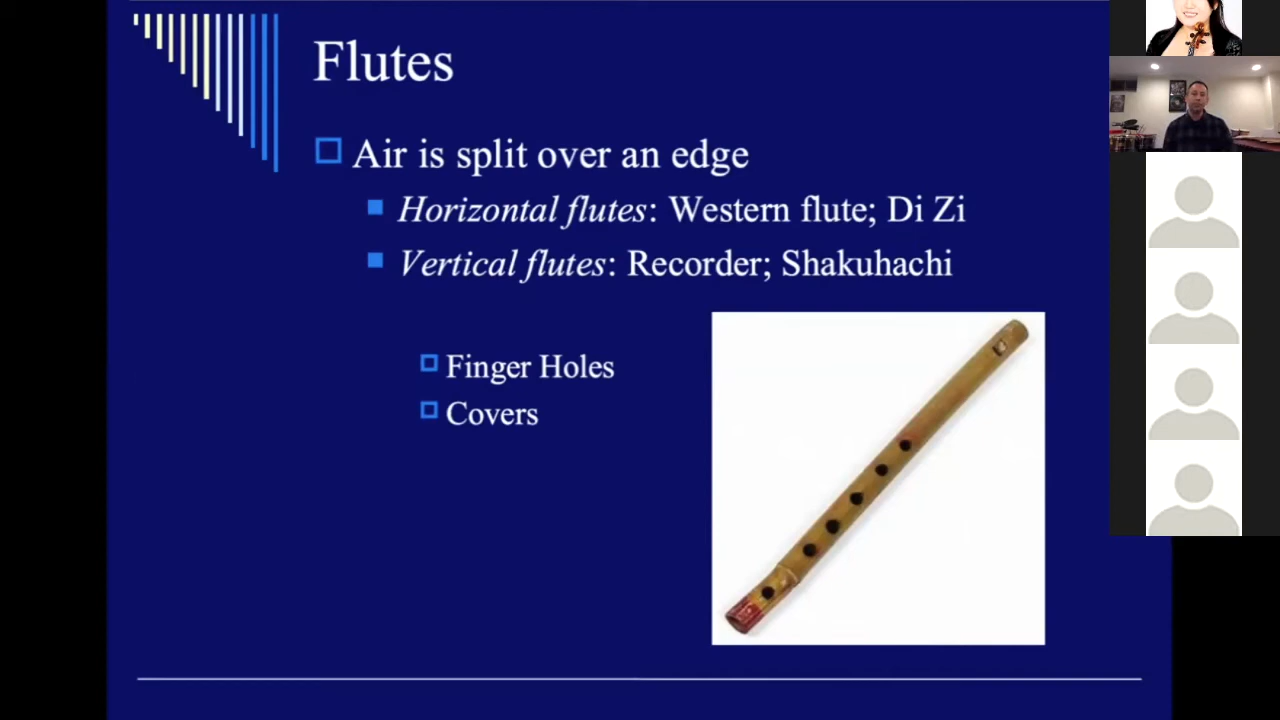 Flutes
Air is split over an edge
Horizontal flutes: Western flute; Di Zi
Vertical flutes: Recorder; Shakuhachi
Finger Holes
Covers